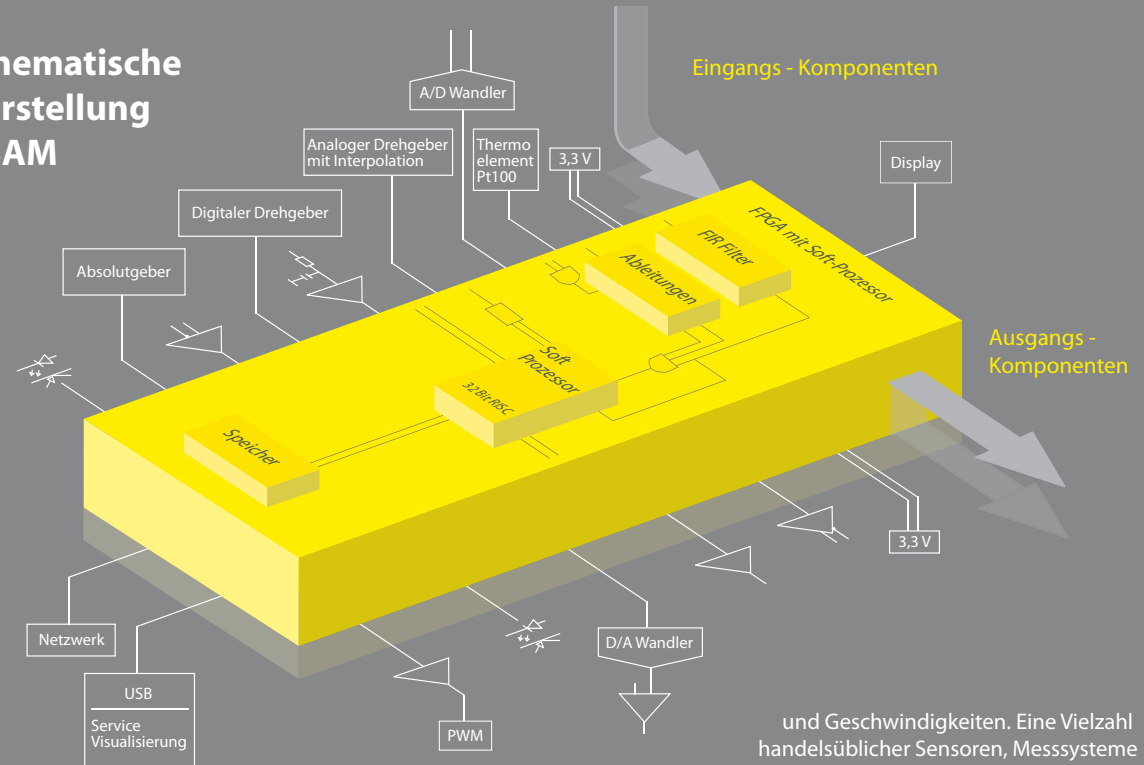 hematische
rstellung
AM
Eingangs - Komponenten
A/D Wandler
Analoger Drehgeber
mit Interpolation
Thermo
element
Pt100
3,3 V
Display
Digitaler Drehgeber
Absolutgeber
FPGA mit Soft-Prozessor
FIR Filter
Ableitungen
Soft
Prozessor
32 Bit RISC
Speicher
Ausgangs -
Komponenten
3,3 V
Netzwerk
D/A Wandler
USB
Service
Visualisierung
PWM
und Geschwindigkeiten. Eine Vielzahl
handelsüblicher Sensoren, Messsysteme